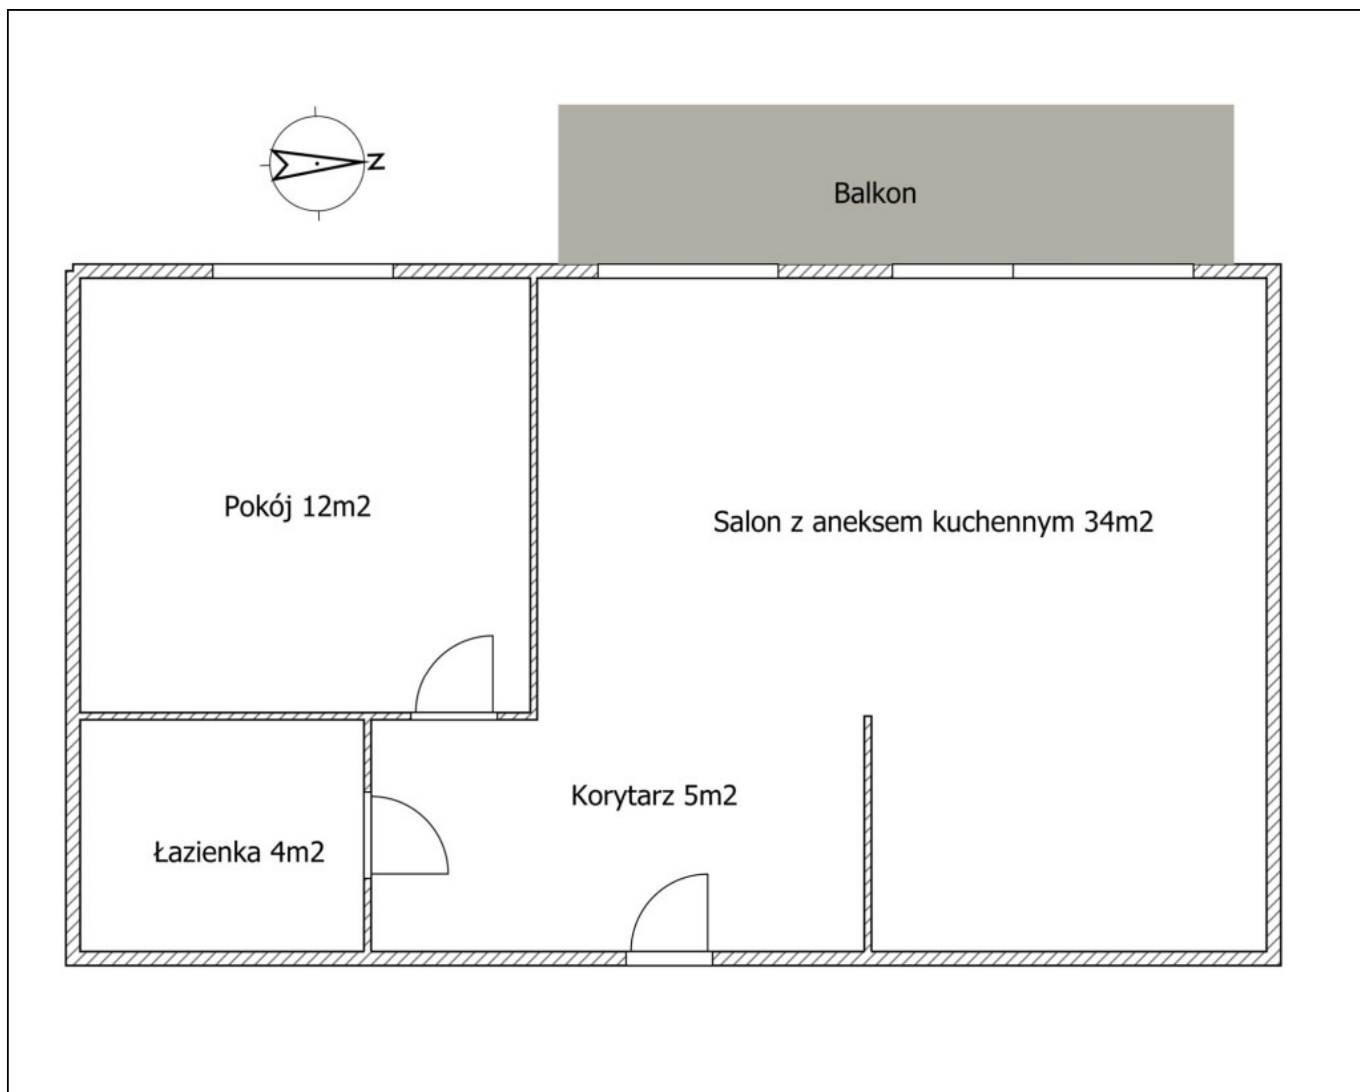 N
Balkon
Pokój 12m2
Salon z aneksem kuchennym 34m2
Korytarz 5m2
Łazienka 4m2